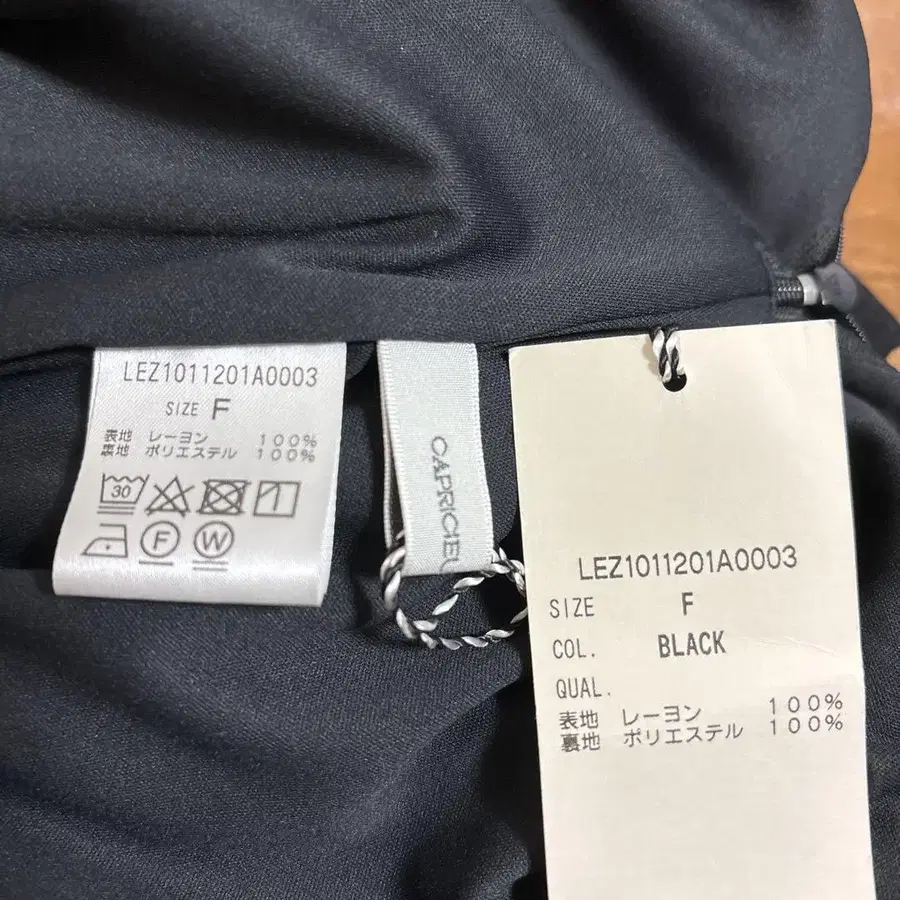 LEZ1011201A0003
SIZE F
表地 レーヨン 100%
裏地 ポリエステル 100%
30
F W
CAPRICIEU
LEZ1011201A0003
SIZE F
COL. BLACK
QUAL.
表地 レーヨン 100%
裏地 ポリエステル 100%